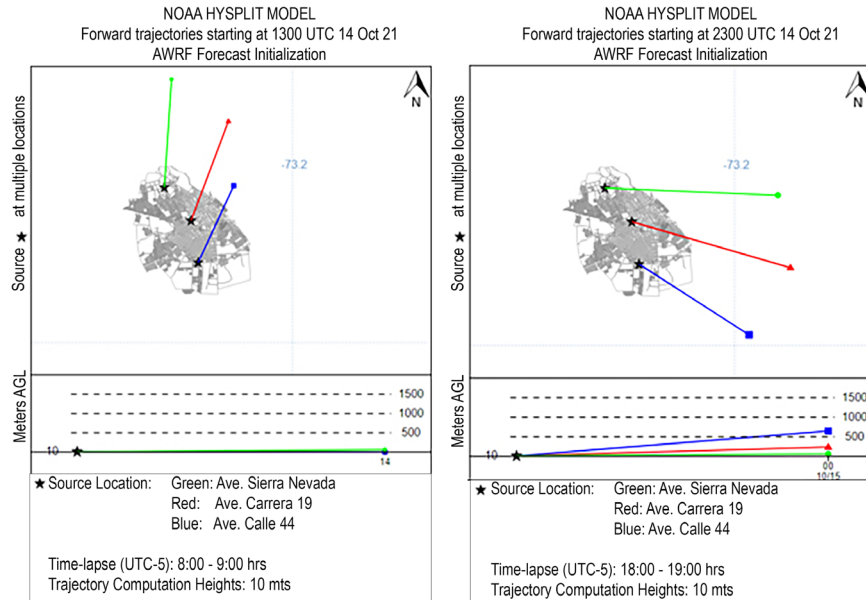 NOAA HYSPLIT MODEL
Forward trajectories starting at 1300 UTC 14 Oct 21
AWRF Forecast Initialization
N
-73.2
Source ★ at multiple locations
1500
1000
500
Meters AGL
10
14
★ Source Location: Green: Ave. Sierra Nevada
Red: Ave. Carrera 19
Blue: Ave. Calle 44
Time-lapse (UTC-5): 8:00 - 9:00 hrs
Trajectory Computation Heights: 10 mts
NOAA HYSPLIT MODEL
Forward trajectories starting at 2300 UTC 14 Oct 21
AWRF Forecast Initialization
N
-73.2
Source ★ at multiple locations
1500
1000
500
Meters AGL
10
00
10/15
★ Source Location: Green: Ave. Sierra Nevada
Red: Ave. Carrera 19
Blue: Ave. Calle 44
Time-lapse (UTC-5): 18:00 - 19:00 hrs
Trajectory Computation Heights: 10 mts